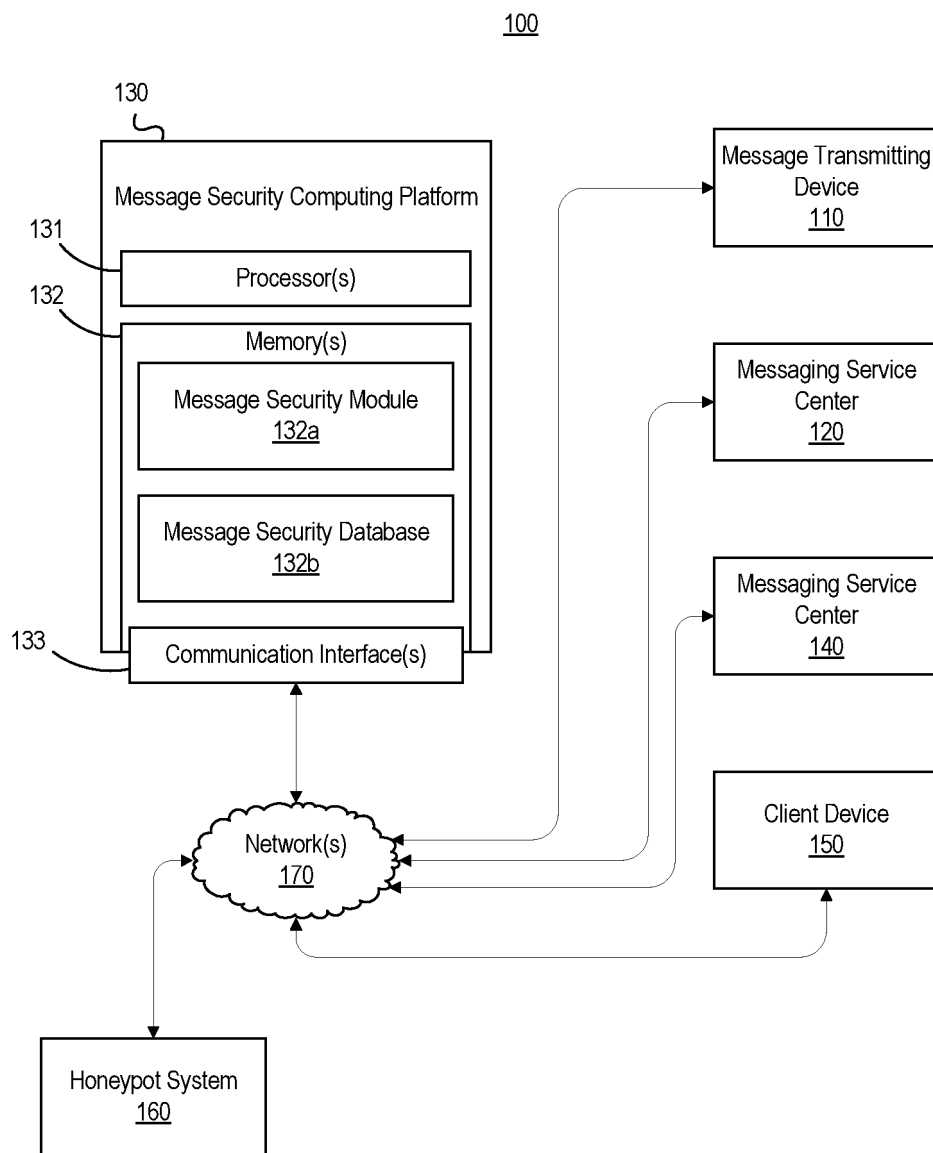 100
130
Message Security Computing Platform
131
Processor(s)
132
Memory(s)
Message Security Module
132a
Message Security Database
132b
133
Communication Interface(s)
Message Transmitting
Device
110
Messaging Service
Center
120
Messaging Service
Center
140
Client Device
150
Network(s)
170
Honeypot System
160